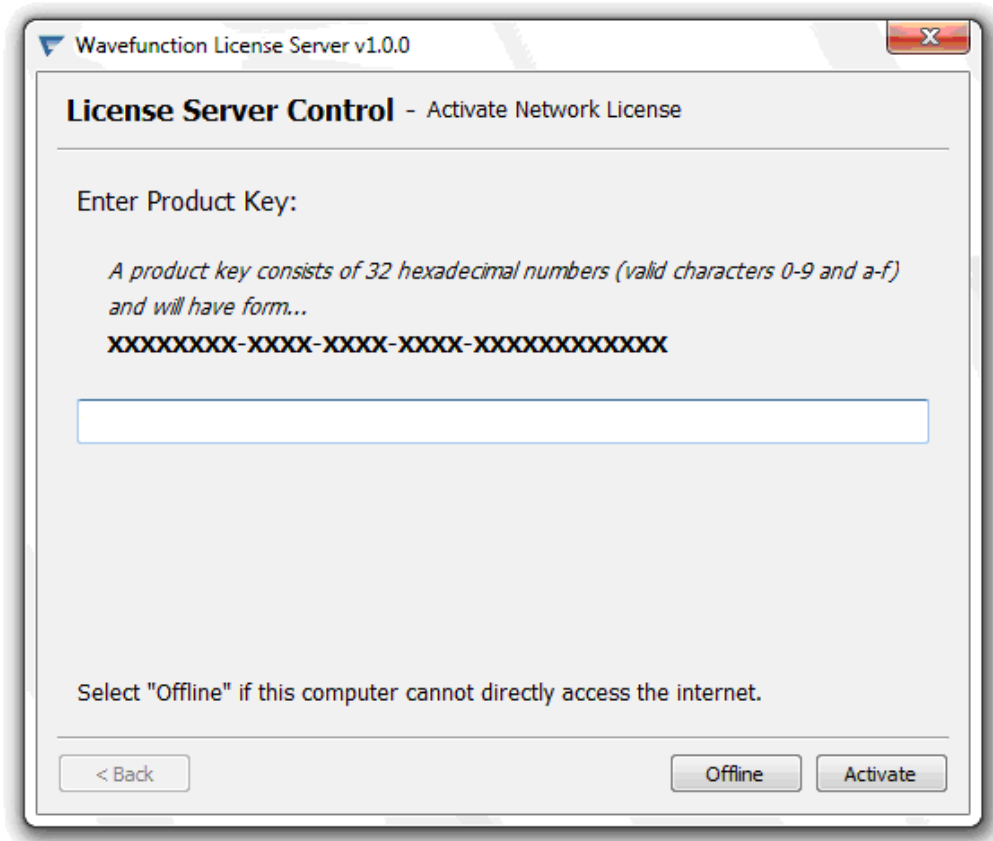 Wavefunction License Server v1.0.0
X
License Server Control - Activate Network License
Enter Product Key:
A product key consists of 32 hexadecimal numbers (valid characters 0-9 and a-f)
and will have form...
XXXXXXXX-XXXX-XXXX-XXXX-XXXXXXXXXXXX
Select "Offline" if this computer cannot directly access the internet.
< Back
Offline
Activate